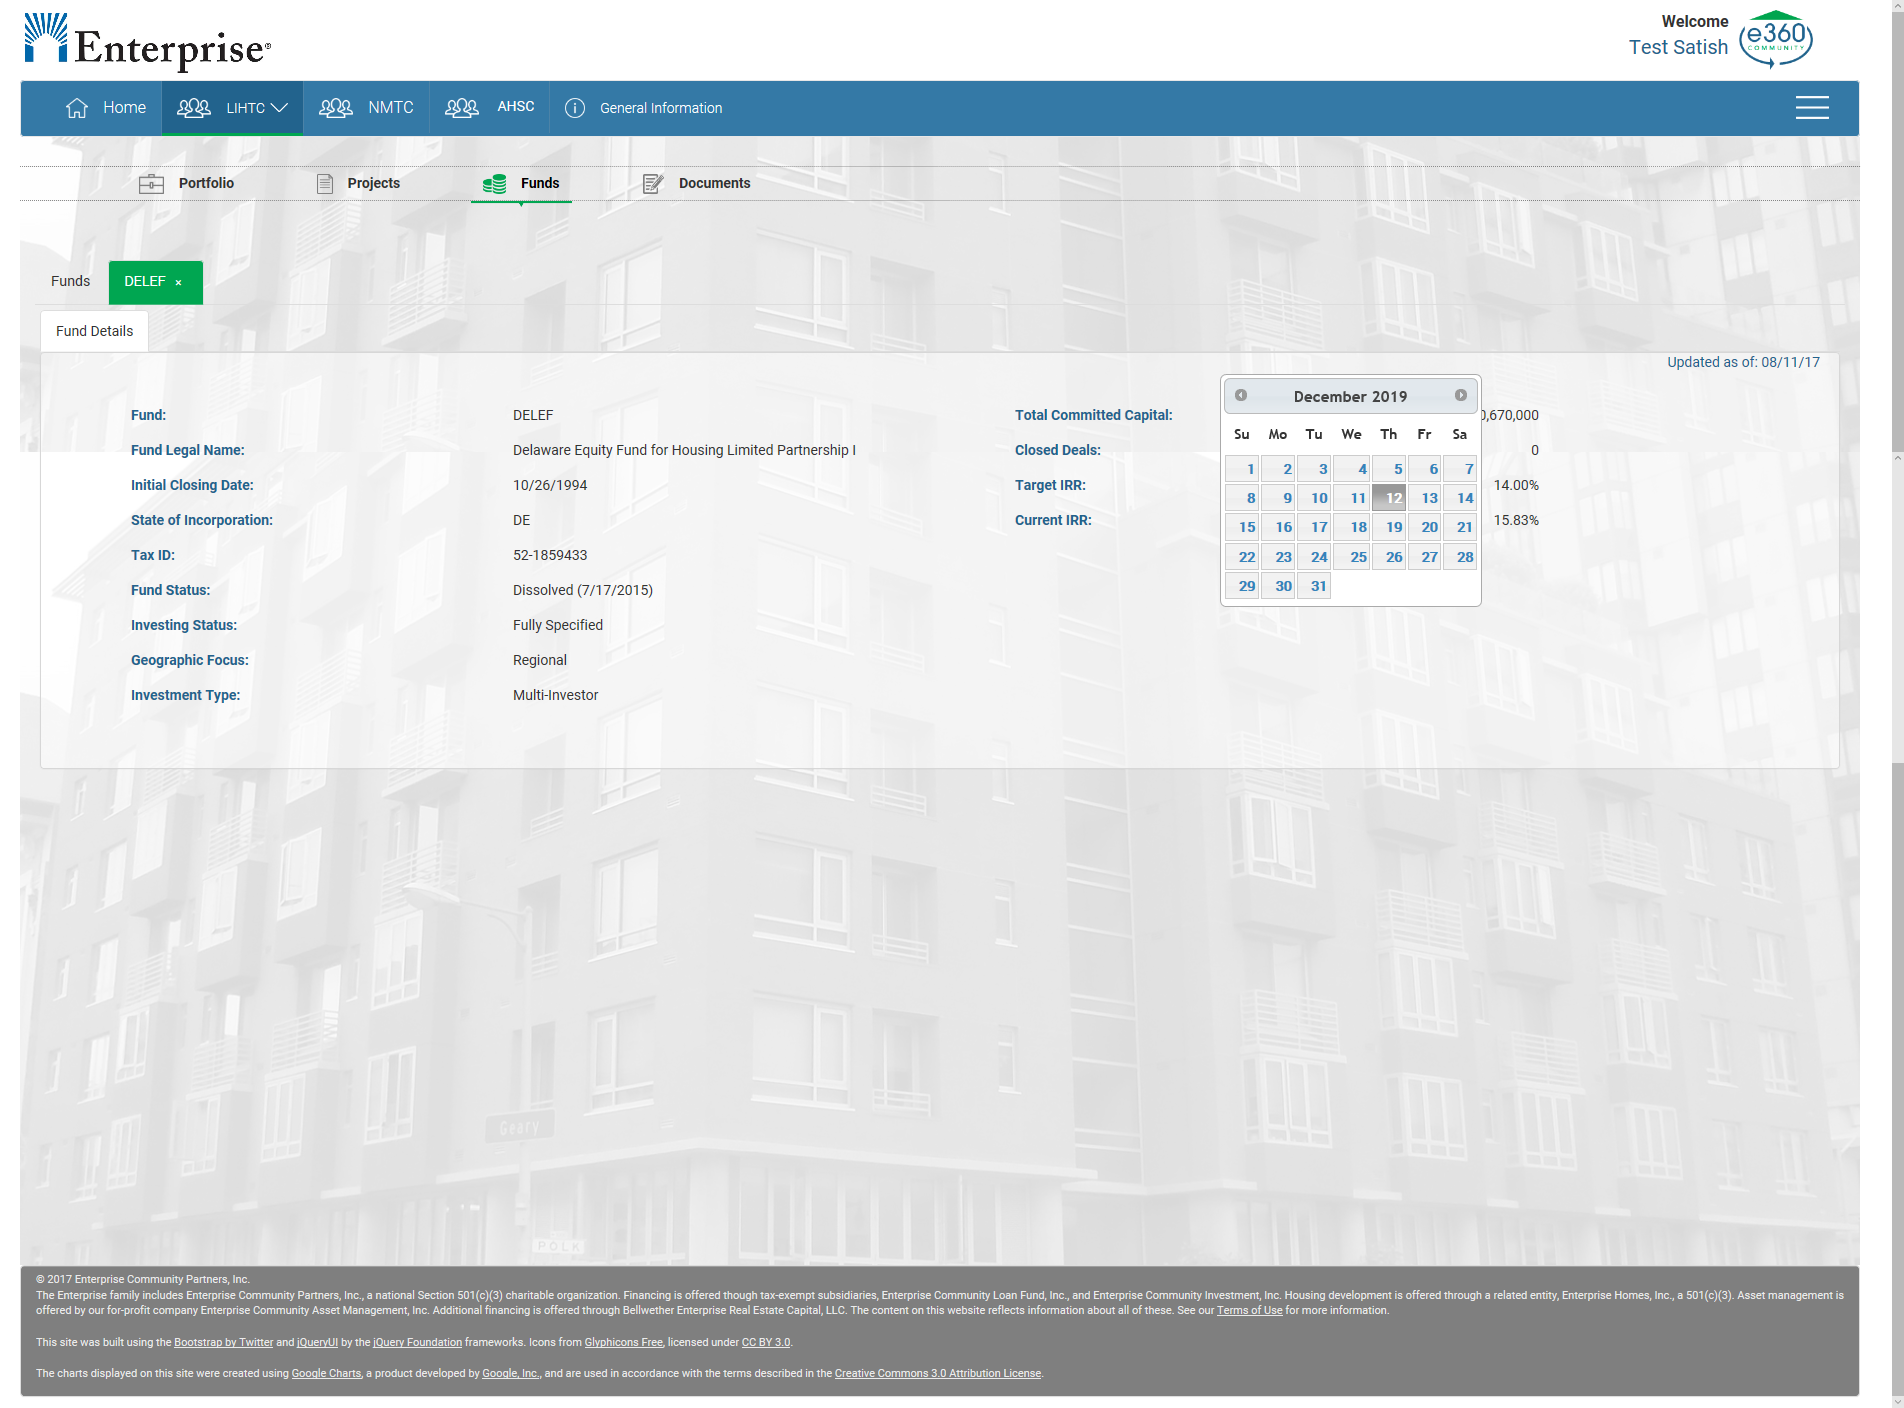 Enterprise®
Welcome
Test Satish
e360
COMMUNITY
Home
LIHTC
NMTC
AHSC
General Information
Portfolio
Projects
Funds
Documents
Funds
DELEF ×
Fund Details
Updated as of: 08/11/17
Fund: DELEF
Fund Legal Name: Delaware Equity Fund for Housing Limited Partnership I
Initial Closing Date: 10/26/1994
State of Incorporation: DE
Tax ID: 52-1859433
Fund Status: Dissolved (7/17/2015)
Investing Status: Fully Specified
Geographic Focus: Regional
Investment Type: Multi-Investor
Total Committed Capital: 0,670,000
Closed Deals: 0
Target IRR: 14.00%
Current IRR: 15.83%
December 2019
Su Mo Tu We Th Fr Sa
1 2 3 4 5 6 7
8 9 10 11 12 13 14
15 16 17 18 19 20 21
22 23 24 25 26 27 28
29 30 31
Geary
POLK
© 2017 Enterprise Community Partners, Inc.
The Enterprise family includes Enterprise Community Partners, Inc., a national Section 501(c)(3) charitable organization. Financing is offered though tax-exempt subsidiaries, Enterprise Community Loan Fund, Inc., and Enterprise Community Investment, Inc. Housing development is offered through a related entity, Enterprise Homes, Inc., a 501(c)(3). Asset management is
offered by our for-profit company Enterprise Community Asset Management, Inc. Additional financing is offered through Bellwether Enterprise Real Estate Capital, LLC. The content on this website reflects information about all of these. See our Terms of Use for more information.
This site was built using the Bootstrap by Twitter and jQueryUI by the jQuery Foundation frameworks. Icons from Glyphicons Free, licensed under CC BY 3.0.
The charts displayed on this site were created using Google Charts, a product developed by Google, Inc., and are used in accordance with the terms described in the Creative Commons 3.0 Attribution License.